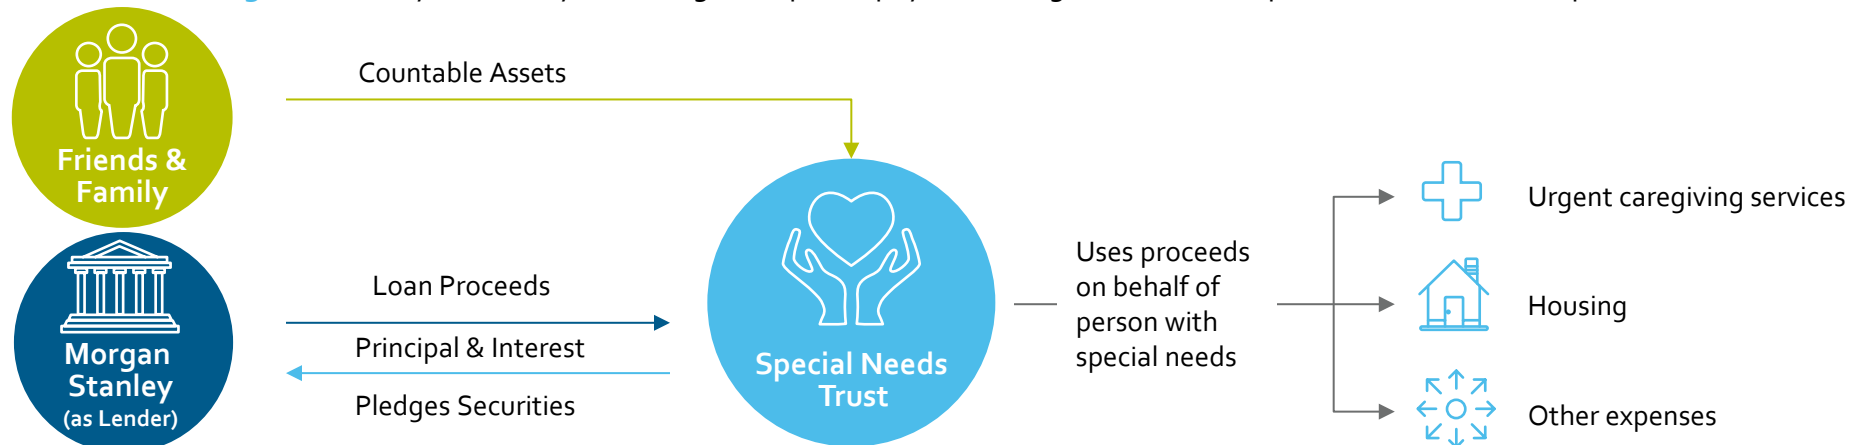 Countable Assets
Friends &
Family
Loan Proceeds
Principal & Interest
Pledges Securities
Morgan
Stanley
(as Lender)
Special Needs
Trust
Uses proceeds
on behalf of
person with
special needs
Urgent caregiving services
Housing
Other expenses